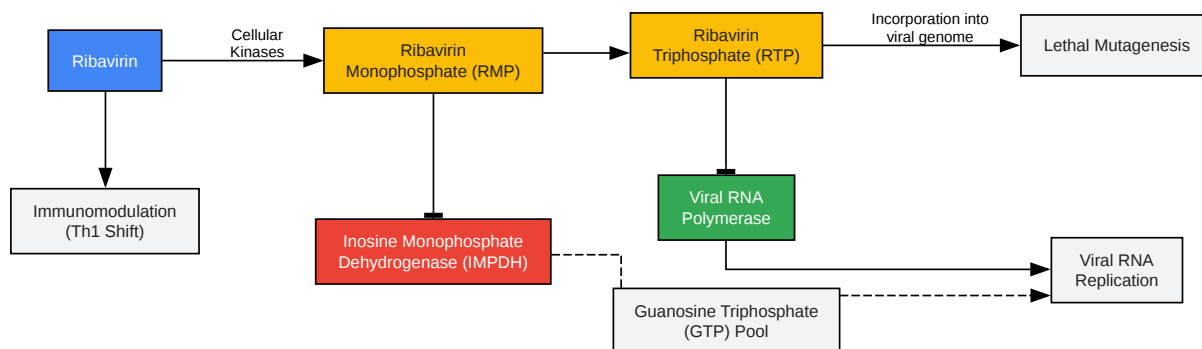 Ribavirin
Cellular
Kinases
Ribavirin
Monophosphate (RMP)
Ribavirin
Triphosphate (RTP)
Incorporation into
viral genome
Lethal Mutagenesis
Immunomodulation
(Th1 Shift)
Inosine Monophosphate
Dehydrogenase (IMPDH)
Viral RNA
Polymerase
Guanosine Triphosphate
(GTP) Pool
Viral RNA
Replication